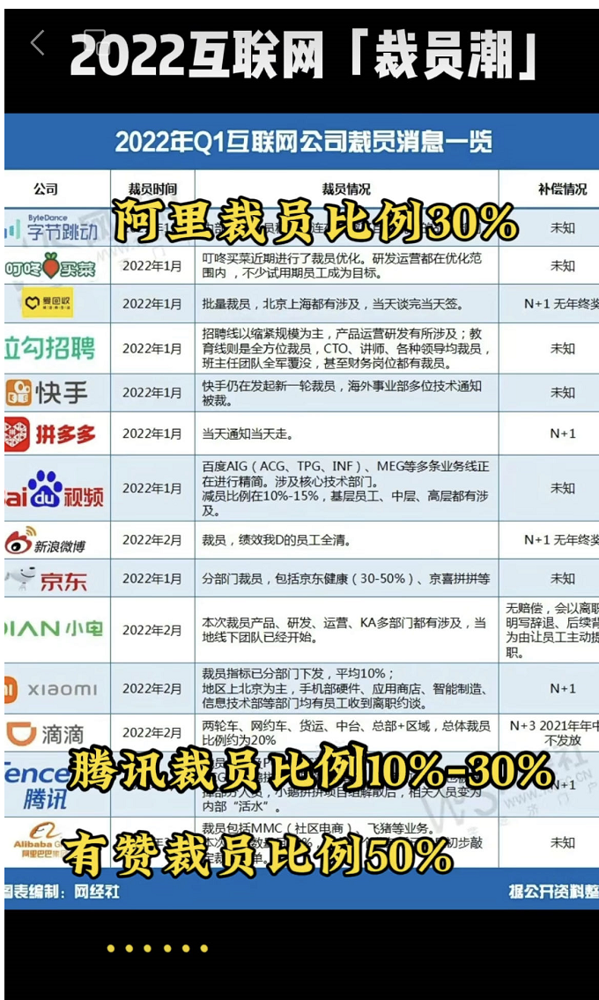 2022互联网「裁员潮」
2022年Q1互联网公司裁员消息一览
公司 裁员时间 裁员情况 补偿情况
阿里裁员比例30%
ByteDance
字节跳动 未知
叮咚买菜 2022年1月 叮咚买菜近期进行了裁员优化。研发运营都在优化范 未知
围内，不少试用期员工成为目标。
爱回收 2022年1月 批量裁员，北京上海都有涉及，当天谈完当天签。 N+1 无年终奖
拉勾招聘 2022年1月 招聘线以缩紧规模为主，产品运营研发有所涉及；教 未知
育线则是全方位裁员，CTO、讲师、各种领导均裁员，
班主任团队全军覆没，甚至财务岗位都有裁员。
快手 2022年1月 快手仍在发起新一轮裁员，海外事业部多位技术通知 未知
被裁。
拼多多 2022年1月 当天通知当天走。 N+1
Bai du 视频 2022年1月 百度AIG（ACG、TPG、INF）、MEG等多条业务线正 未知
在进行精简。涉及核心技术部门。
减员比例在10%-15%，基层员工、中层、高层都有涉
及。
新浪微博 2022年2月 裁员，绩效我D的员工全清。 N+1 无年终奖
京东 2022年1月 分部门裁员，包括京东健康（30-50%）、京喜拼拼等 未知
DIAN 小电 2022年2月 本次裁员产品、研发、运营、KA多部门都有涉及，当 无赔偿，会以离职
地线下团队已经开始。 明写辞退、后续背
为由让员工主动提
职。
xiaomi 2022年2月 裁员指标已分部门下发，平均10%； N+1
地区上北京为主，手机部硬件、应用商店、智能制造、
信息技术部等部门均有员工收到离职约谈。
滴滴 2022年2月 两轮车、网约车、货运、中台、总部+区域，总体裁员 N+3 2021年年中
比例约为20% 不发放
腾讯裁员比例10%-30%
Tencent
腾讯 部分人员，小鹅拼拼项目组解散后，相关人员变为 N+1
内部“活水”。
Alibaba G
阿里巴巴集 裁员包括MMC（社区电商）、飞猪等业务。 未知
有赞裁员比例50%
图表编制：网经社 据公开资料整